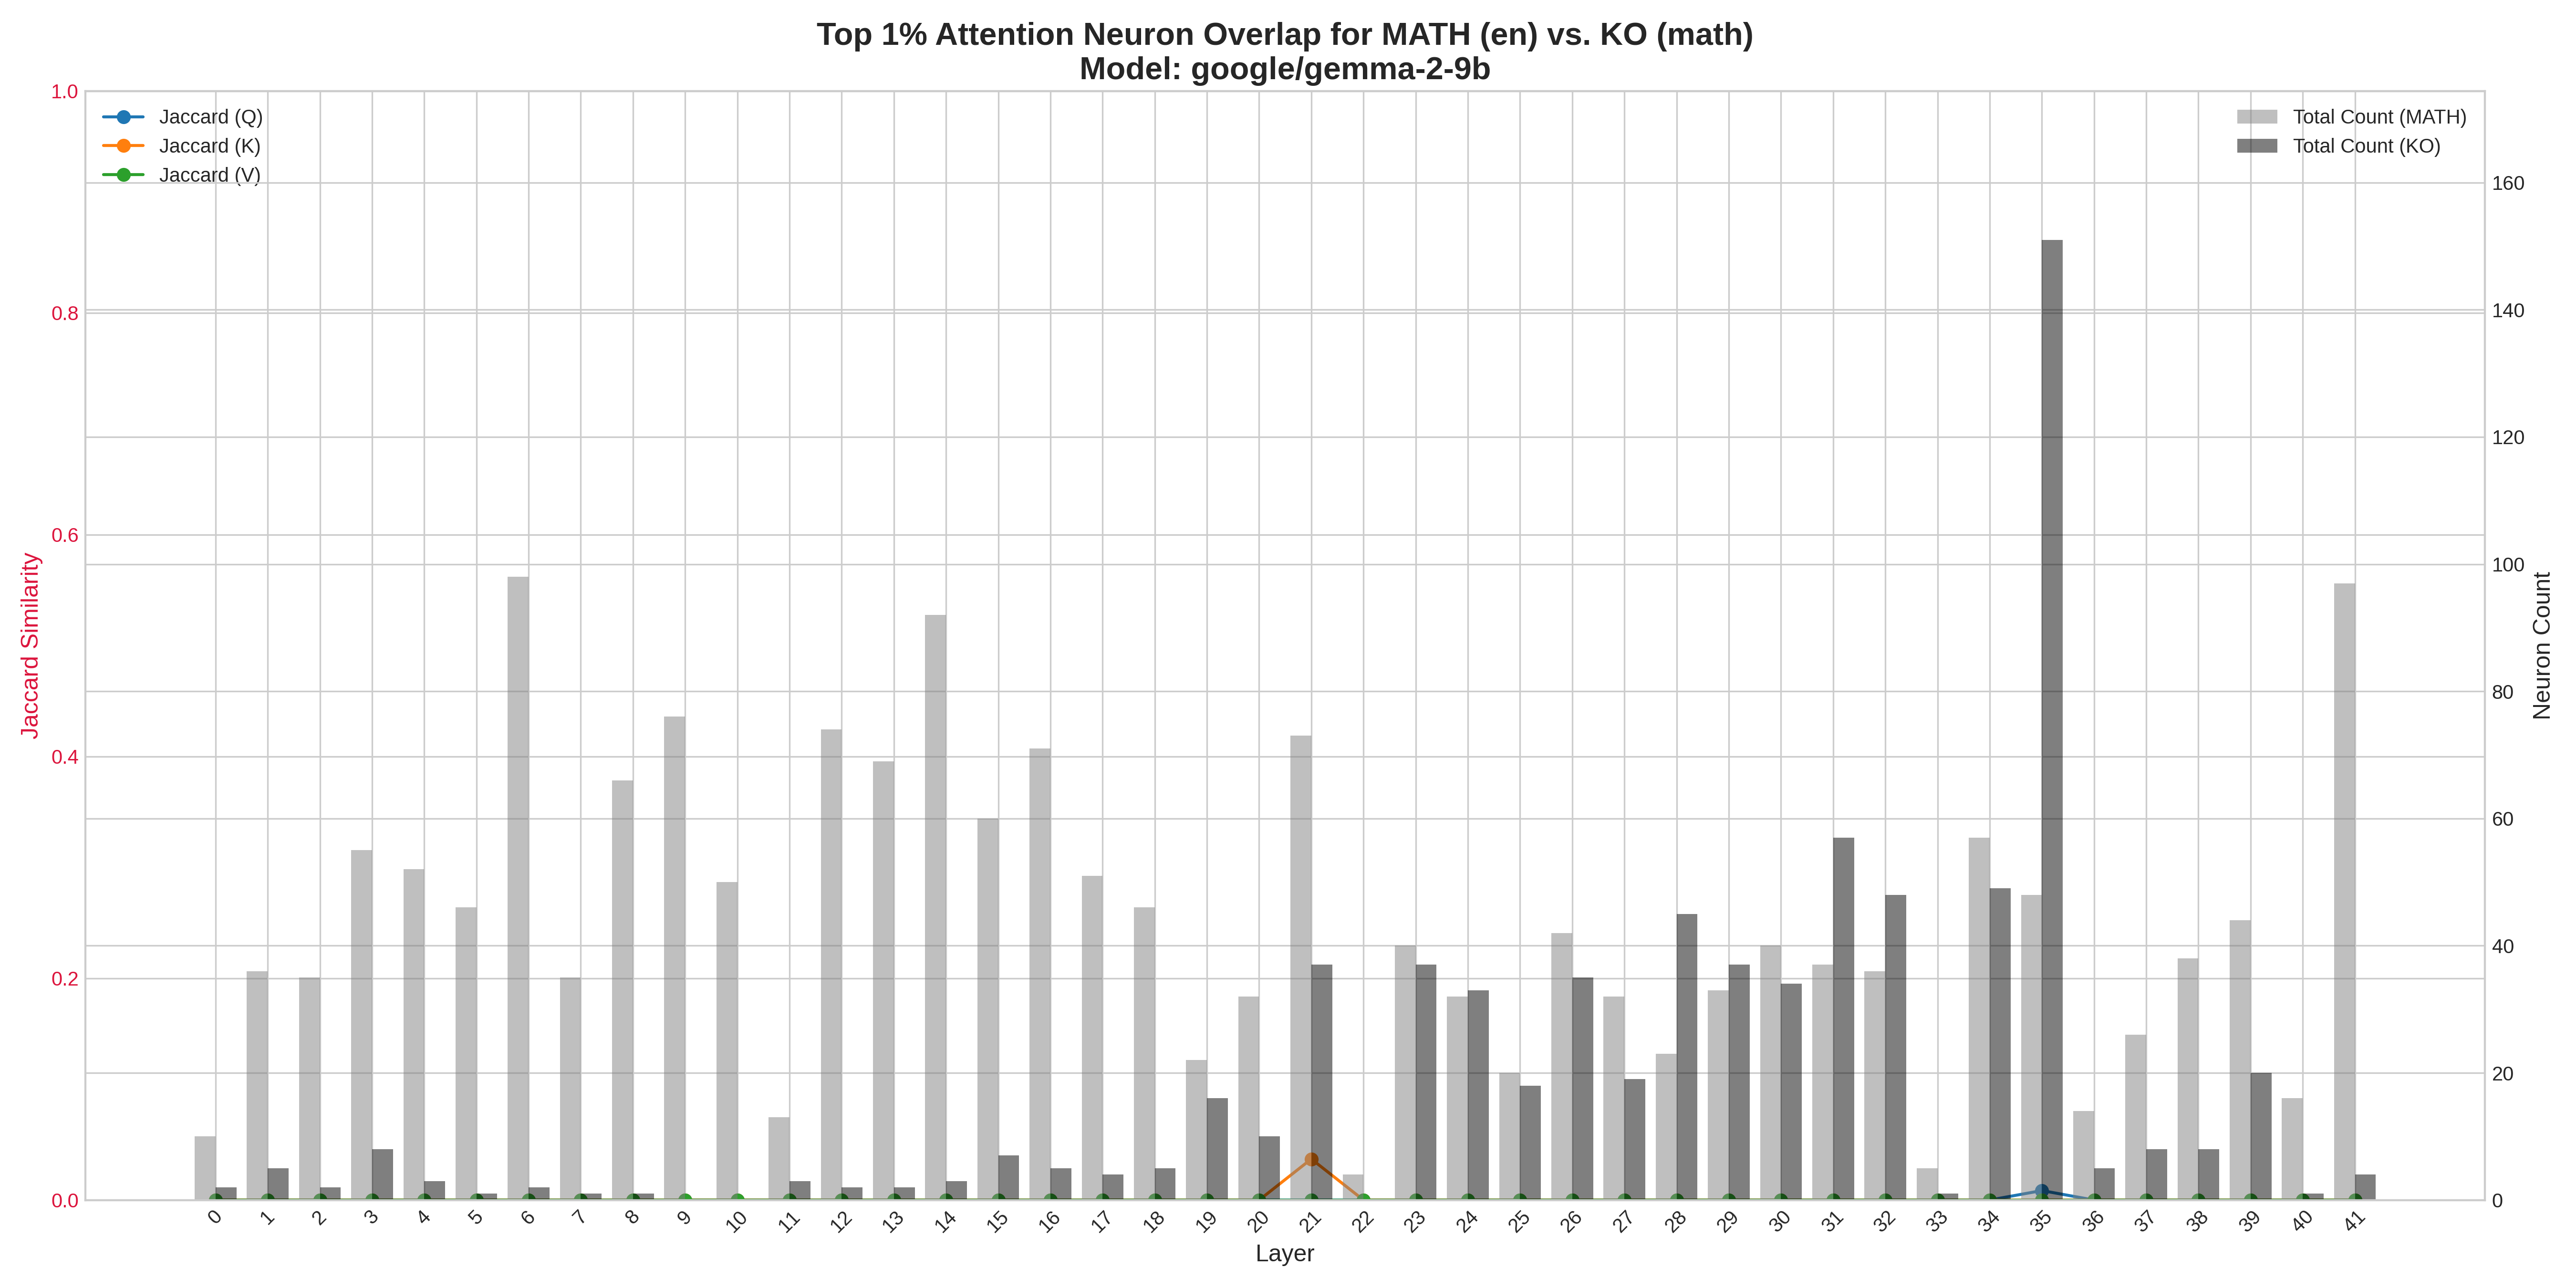 Top 1% Attention Neuron Overlap for MATH (en) vs. KO (math)
Model: google/gemma-2-9b
Jaccard (Q)
Jaccard (K)
Jaccard (V)
Total Count (MATH)
Total Count (KO)
Jaccard Similarity
1.0
0.8
0.6
0.4
0.2
0.0
Neuron Count
160
140
120
100
80
60
40
20
0
0 1 2 3 4 5 6 7 8 9 10 11 12 13 14 15 16 17 18 19 20 21 22 23 24 25 26 27 28 29 30 31 32 33 34 35 36 37 38 39 40 41
Layer